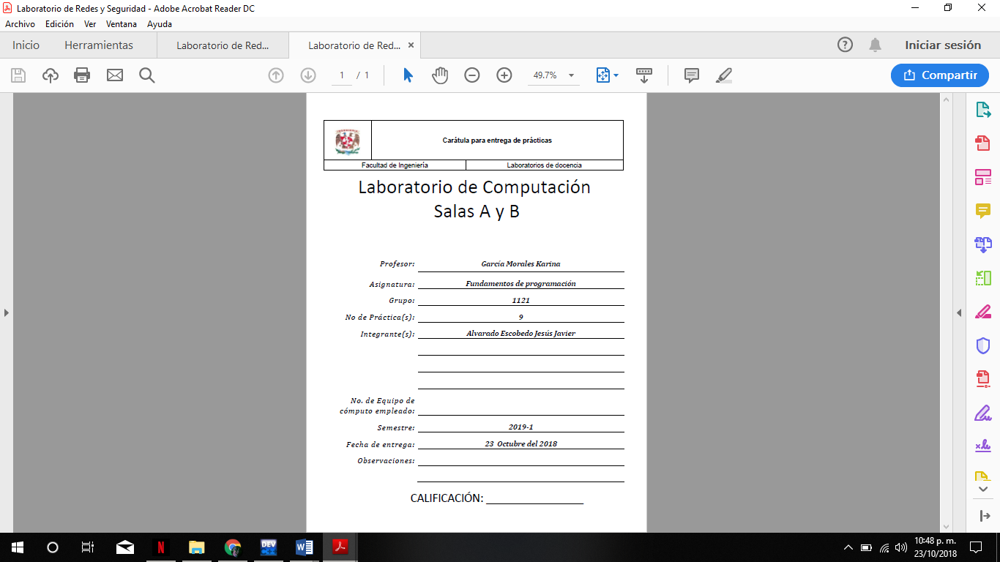 Laboratorio de Redes y Seguridad - Adobe Acrobat Reader DC
Archivo Edición Ver Ventana Ayuda
Inicio Herramientas Laboratorio de Red... Laboratorio de Red... × Iniciar sesión
1 / 1 49.7% Compartir
Carátula para entrega de prácticas
Facultad de Ingeniería Laboratorios de docencia
Laboratorio de Computación
Salas A y B
Profesor: García Morales Karina
Asignatura: Fundamentos de programación
Grupo: 1121
No de Práctica(s): 9
Integrante(s): Alvarado Escobedo Jesús Javier
No. de Equipo de
cómputo empleado:
Semestre: 2019-1
Fecha de entrega: 23 Octubre del 2018
Observaciones:
CALIFICACIÓN: ________________
10:48 p. m.
23/10/2018